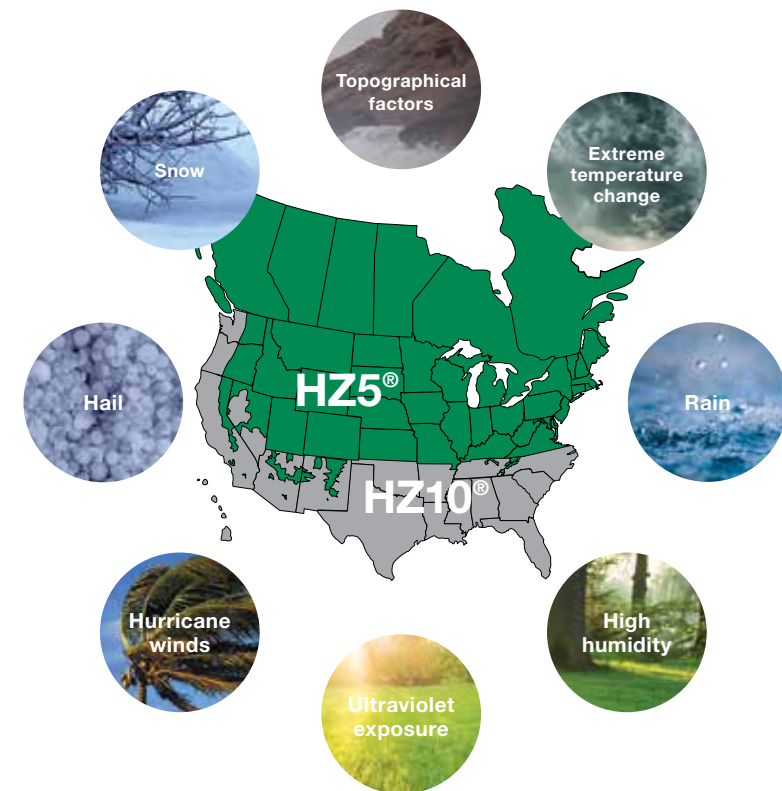 Topographical
factors
Snow
Extreme
temperature
change
HZ5®
Hail
Rain
HZ10®
Hurricane
winds
High
humidity
Ultraviolet
exposure